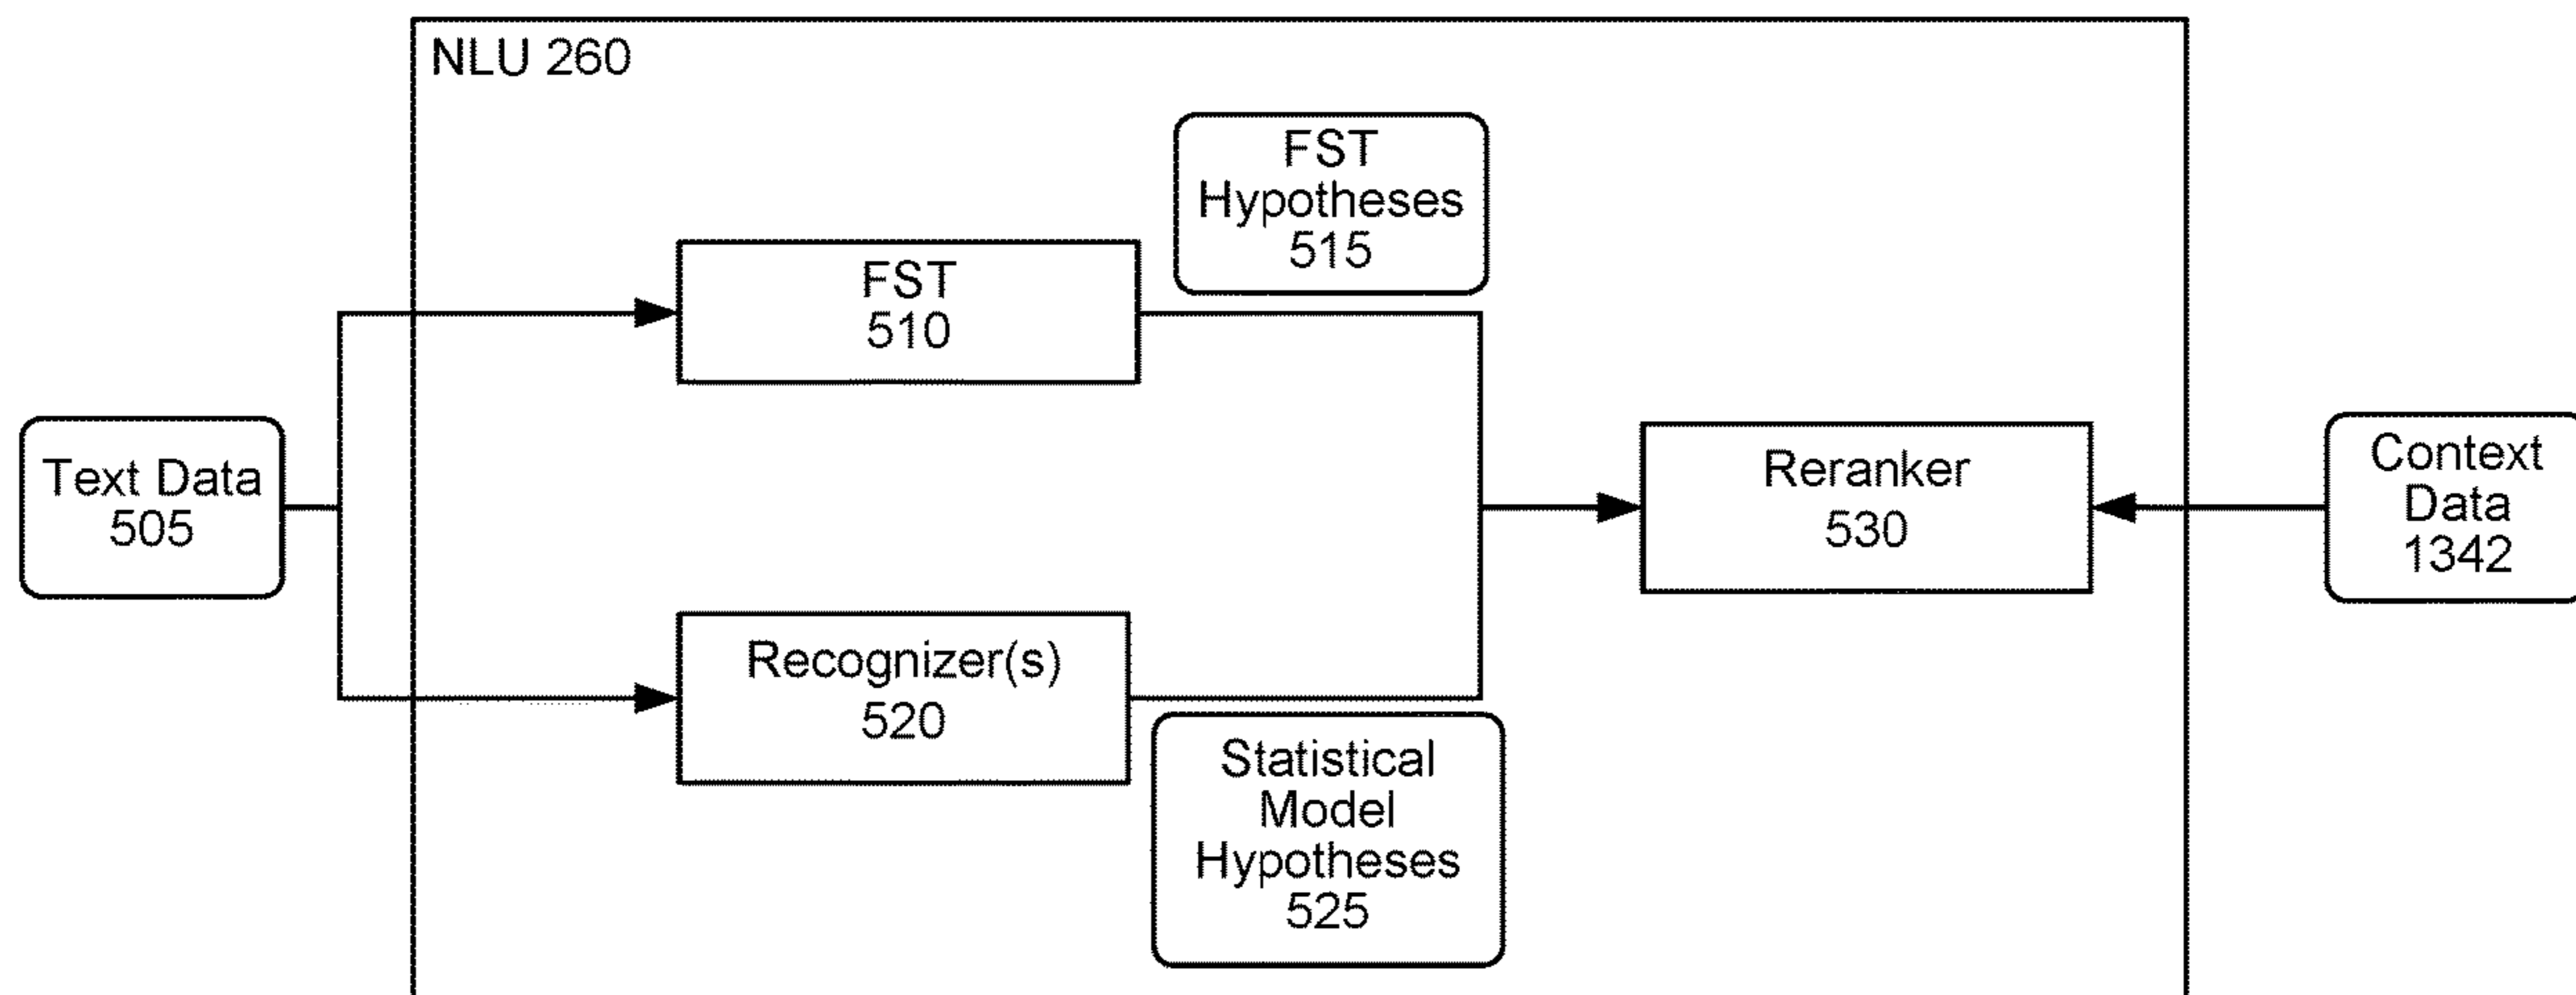 NLU 260
FST
Hypotheses
515
FST
510
Text Data
505
Reranker
530
Context
Data
1342
Recognizer(s)
520
Statistical
Model
Hypotheses
525